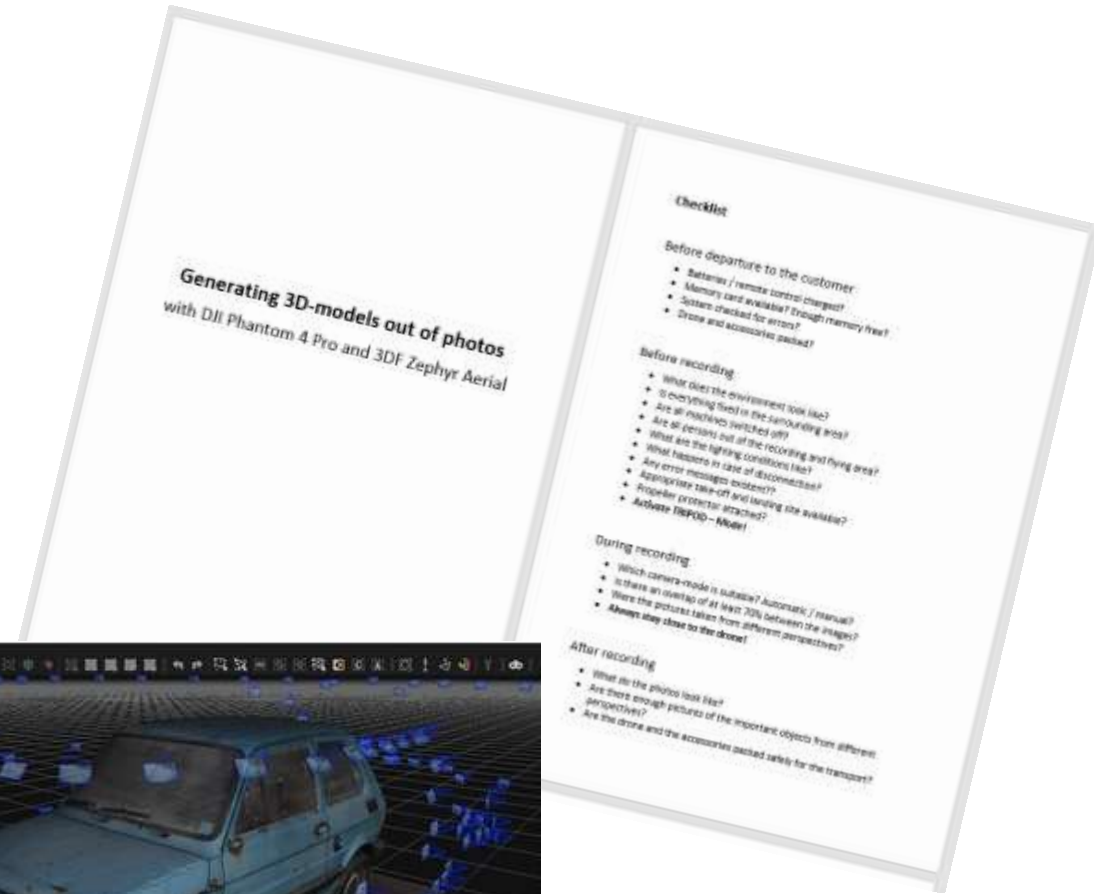 Generating 3D-models out of photos
with DJI Phantom 4 Pro and 3DF Zephyr Aerial
Checklist
Before departure to the customer
• Batteries / remote control charged?
• Memory card available? Enough memory free?
• System checked for errors?
• Drone and accessories packed?
Before recording
• What does the environment look like?
• Is everything fixed in the surrounding area?
• Are all machines switched off?
• Are all persons out of the recording and flying area?
• What are the lighting conditions like?
• What happens in case of disconnection?
• Any error messages existent??
• Appropriate take-off and landing site available?
• Propeller protector attached?
• Activate TRIPOD – Mode!
During recording
• Which camera-mode is suitable? Automatic / manual?
• Is there an overlap of at least 70% between the images?
• Were the pictures taken from different perspectives?
• Always stay close to the drone!
After recording
• What do the photos look like?
• Are there enough pictures of the important objects from different
perspectives?
• Are the drone and the accessories packed safely for the transport?